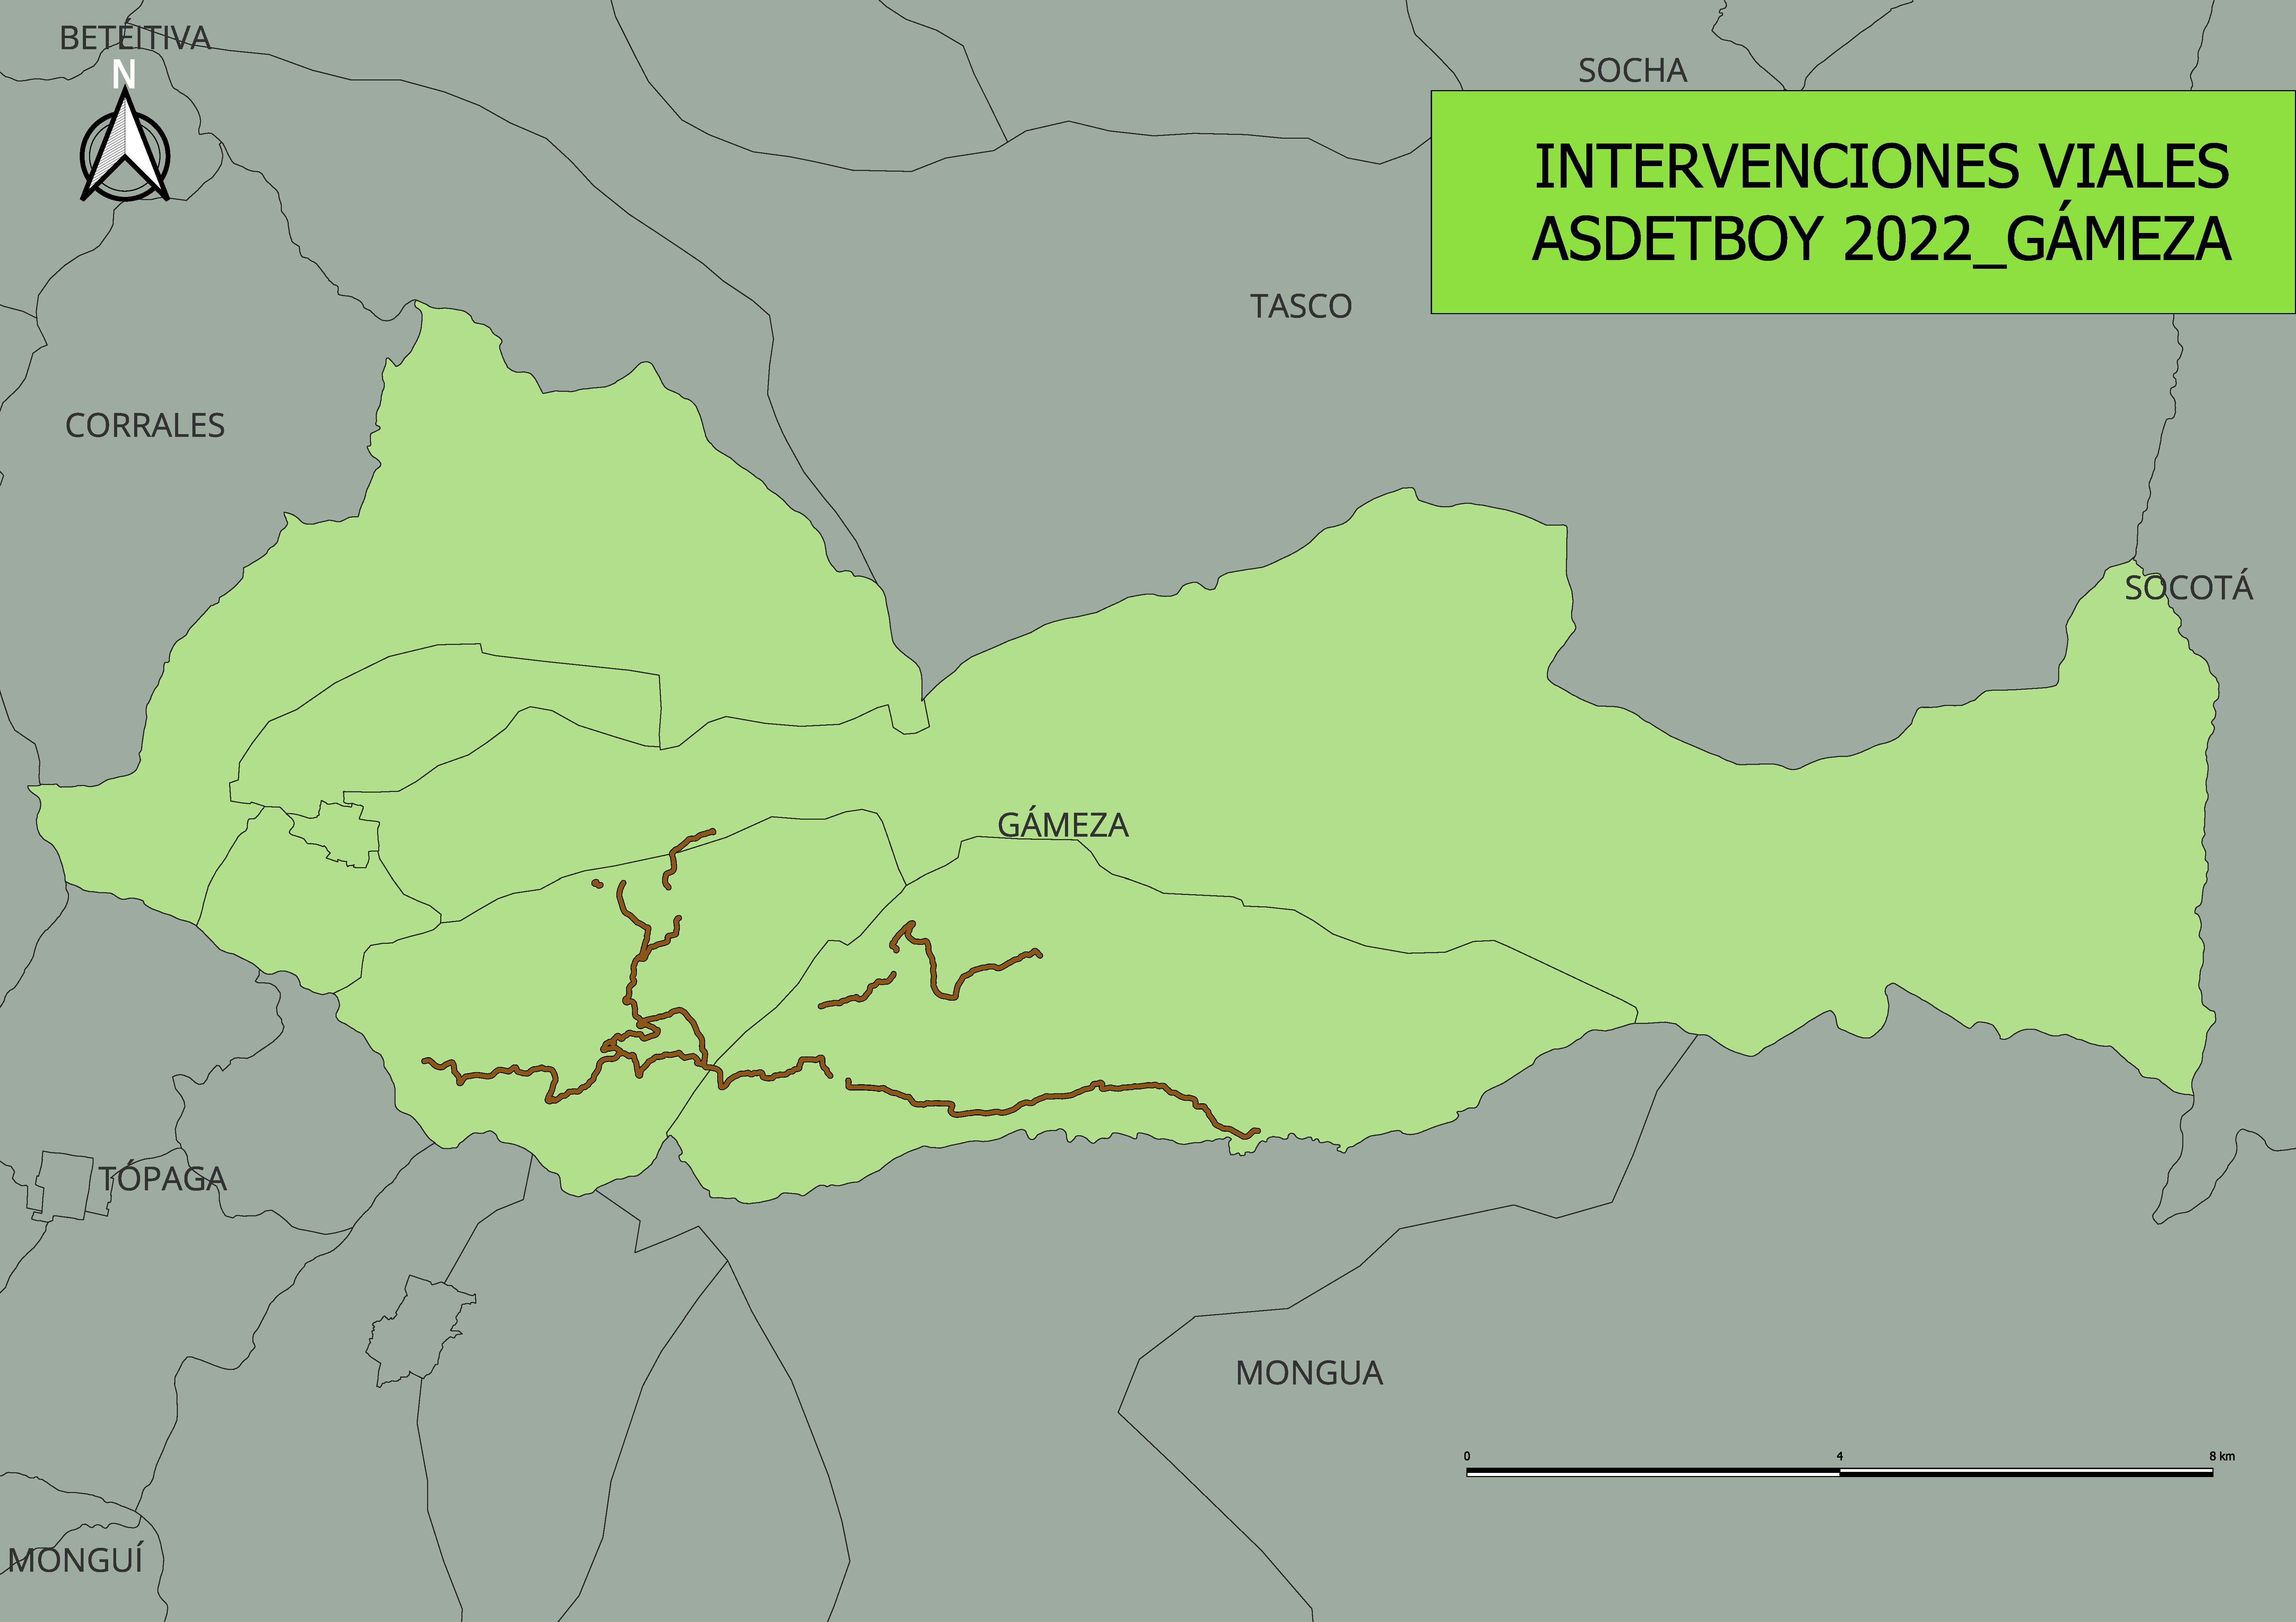 BETÉITIVA
N
SOCHA
INTERVENCIONES VIALES
ASDETBOY 2022_GÁMEZA
TASCO
CORRALES
SOCOTÁ
GÁMEZA
TÓPAGA
MONGUA
0 4 8 km
MONGUÍ